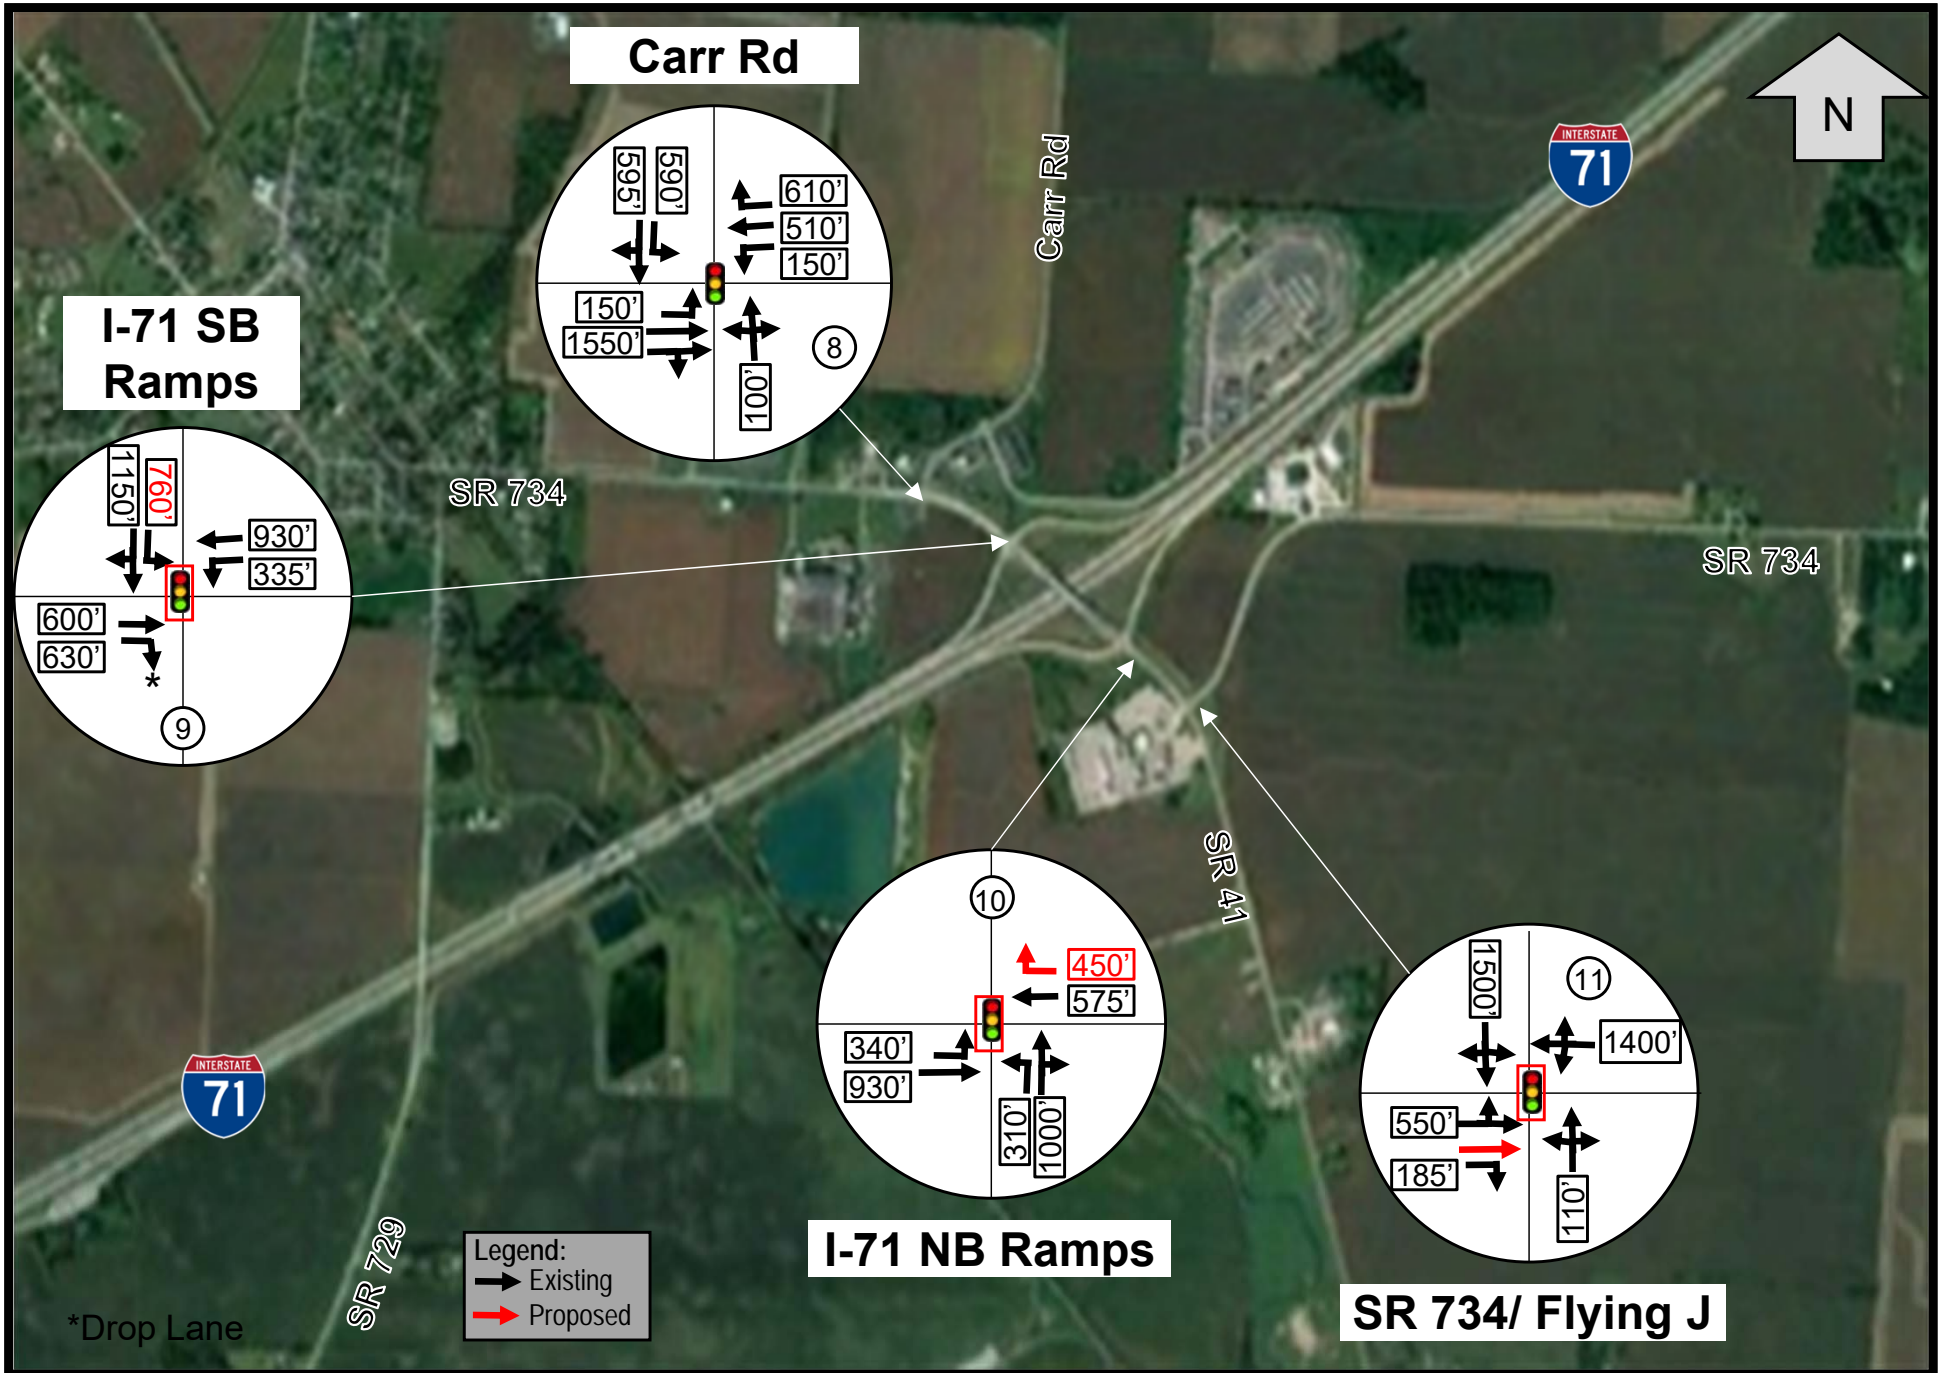 Carr Rd
N
INTERSTATE
71
Carr Rd
595’
590’
610’
510’
150’
150’
1550’
100’
8
I-71 SB
Ramps
1150’
760’
930’
335’
600’
630’
*
9
SR 734
SR 734
SR 41
10
450’
575’
340’
930’
310’
1000’
I-71 NB Ramps
1500’
11
1400’
550’
185’
110’
SR 734/ Flying J
INTERSTATE
71
SR 729
Legend:
Existing
Proposed
*Drop Lane